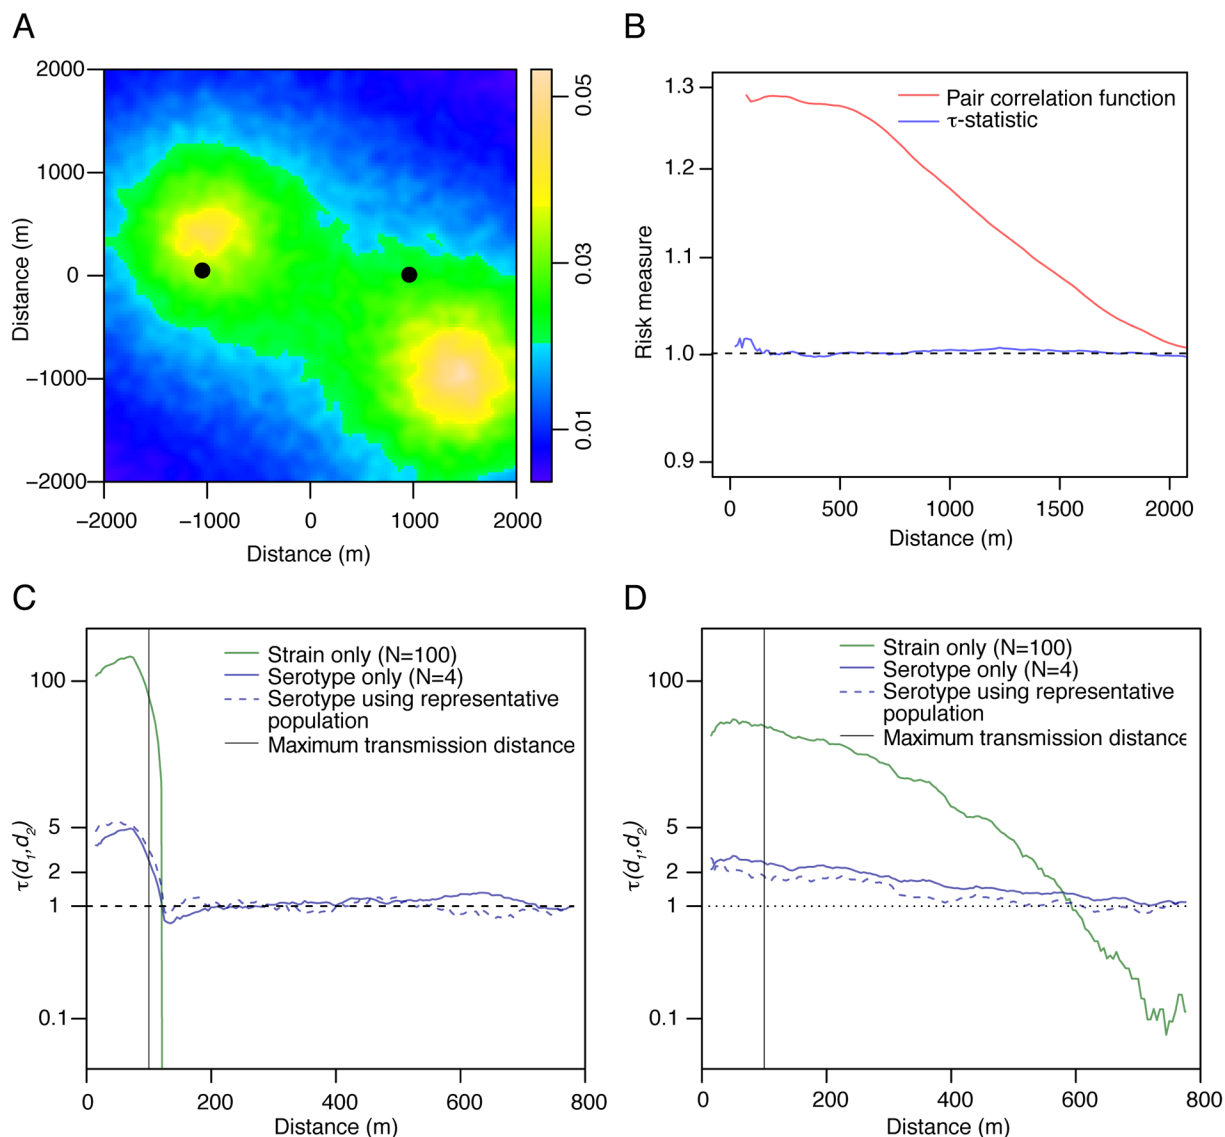 A
2000
1000
0
−1000
−2000
Distance (m)
−2000
−1000
0
1000
2000
Distance (m)
0.05
0.03
0.01
B
1.3
1.2
1.1
1.0
0.9
Risk measure
Pair correlation function
τ-statistic
0
500
1000
1500
2000
Distance (m)
C
100
5
2
1
0.1
τ(d1,d2)
Strain only (N=100)
Serotype only (N=4)
Serotype using representative
population
Maximum transmission distance
0
200
400
600
800
Distance (m)
D
100
5
2
1
0.1
τ(d1,d2)
Strain only (N=100)
Serotype only (N=4)
Serotype using representative
population
Maximum transmission distance
0
200
400
600
800
Distance (m)